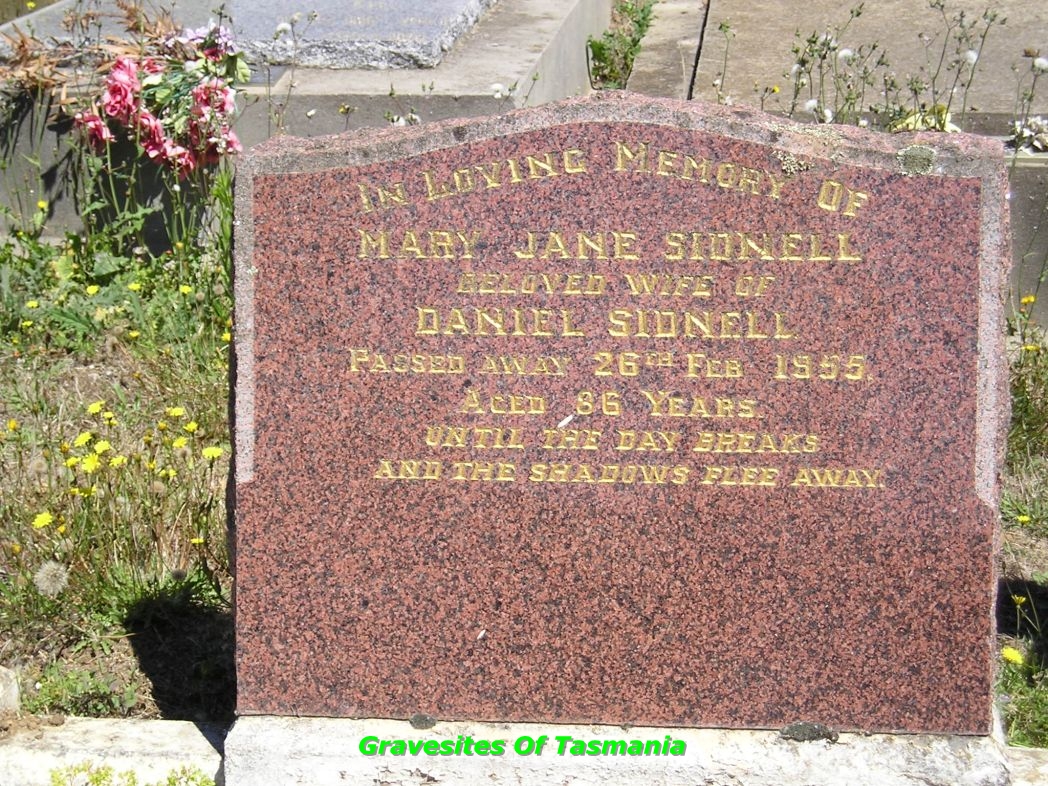 In Loving Memory Of
MARY JANE SIDNELL
BELOVED WIFE OF
DANIEL SIDNELL
PASSED AWAY 26TH FEB 1955.
AGED 86 YEARS.
UNTIL THE DAY BREAKS
AND THE SHADOWS FLEE AWAY.
Gravesites Of Tasmania